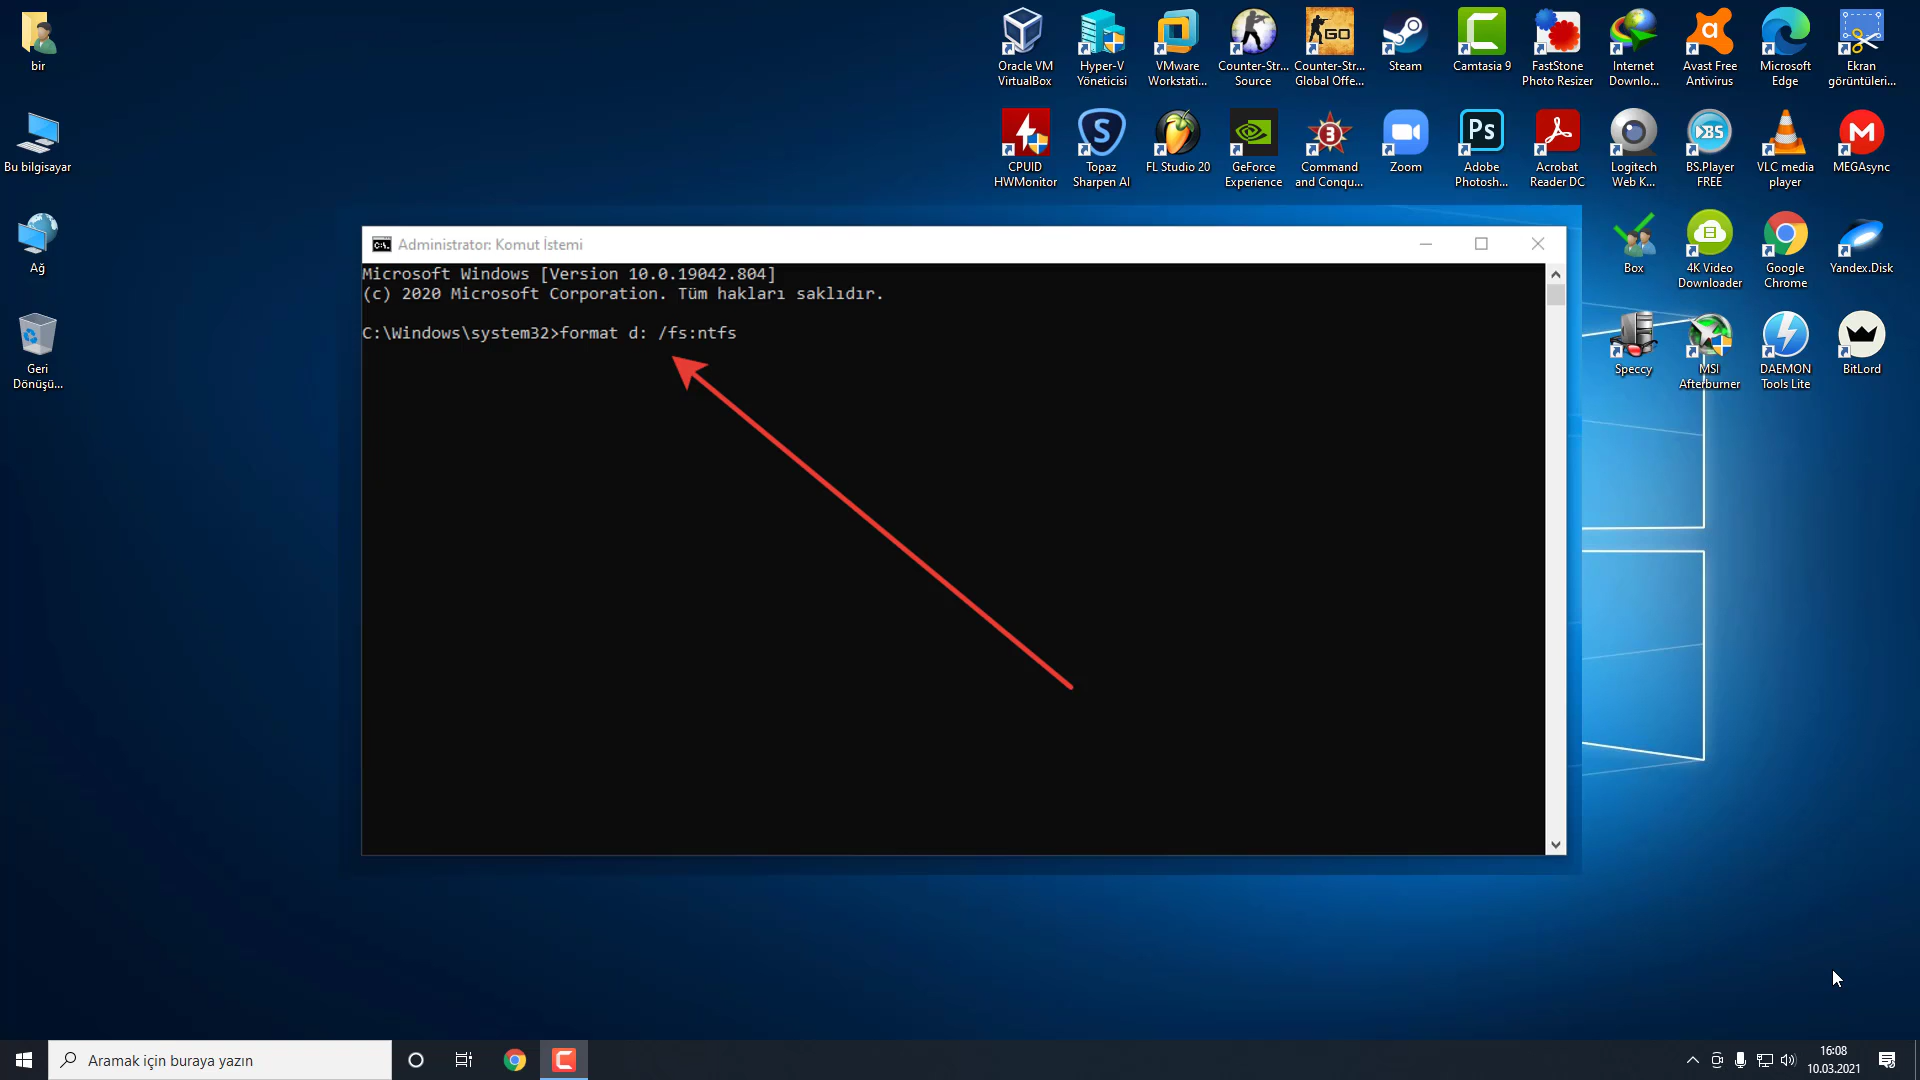 bir
Bu bilgisayar
Ağ
Geri
Dönüşü...
Oracle VM
VirtualBox
Hyper-V
Yöneticisi
VMware
Workstati...
Counter-Str...
Source
GO
Counter-Str...
Global Offe...
Steam
Camtasia 9
FastStone
Photo Resizer
Internet
Downlo...
Avast Free
Antivirus
Microsoft
Edge
Ekran
görüntüleri...
CPUID
HWMonitor
Topaz
Sharpen AI
FL Studio 20
GeForce
Experience
3
Command
and Conqu...
Zoom
Ps
Adobe
Photosh...
Acrobat
Reader DC
Logitech
Web K...
BS
BS.Player
FREE
VLC media
player
MEGAsync
Box
4K Video
Downloader
Google
Chrome
Yandex.Disk
Speccy
MSI
Afterburner
DAEMON
Tools Lite
BitLord
Administrator: Komut İstemi
Microsoft Windows [Version 10.0.19042.804]
(c) 2020 Microsoft Corporation. Tüm hakları saklıdır.
C:\Windows\system32>format d: /fs:ntfs
Aramak için buraya yazın
16:08
10.03.2021